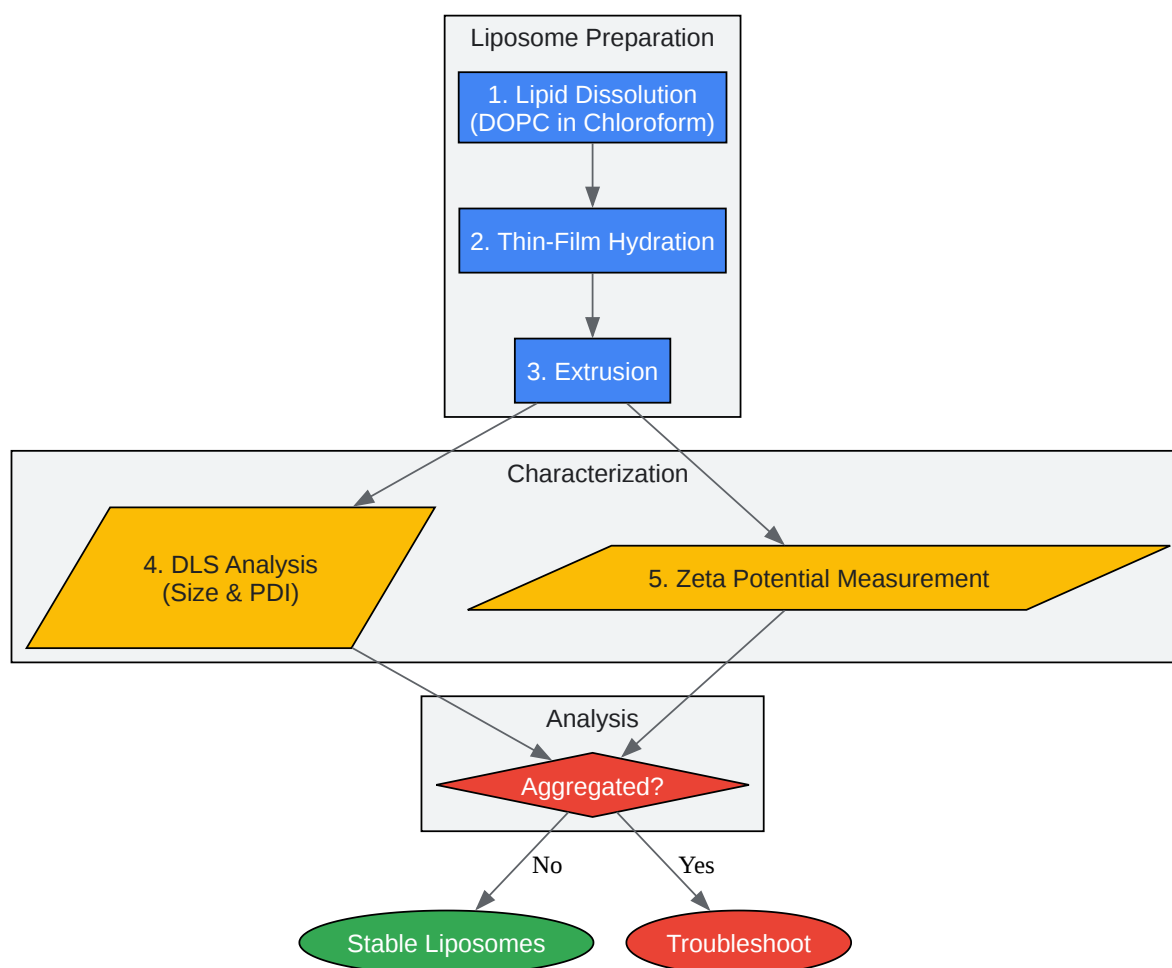 Liposome Preparation
1. Lipid Dissolution
(DOPC in Chloroform)
2. Thin-Film Hydration
3. Extrusion
Characterization
4. DLS Analysis
(Size & PDI)
5. Zeta Potential Measurement
Analysis
Aggregated?
No
Yes
Stable Liposomes
Troubleshoot